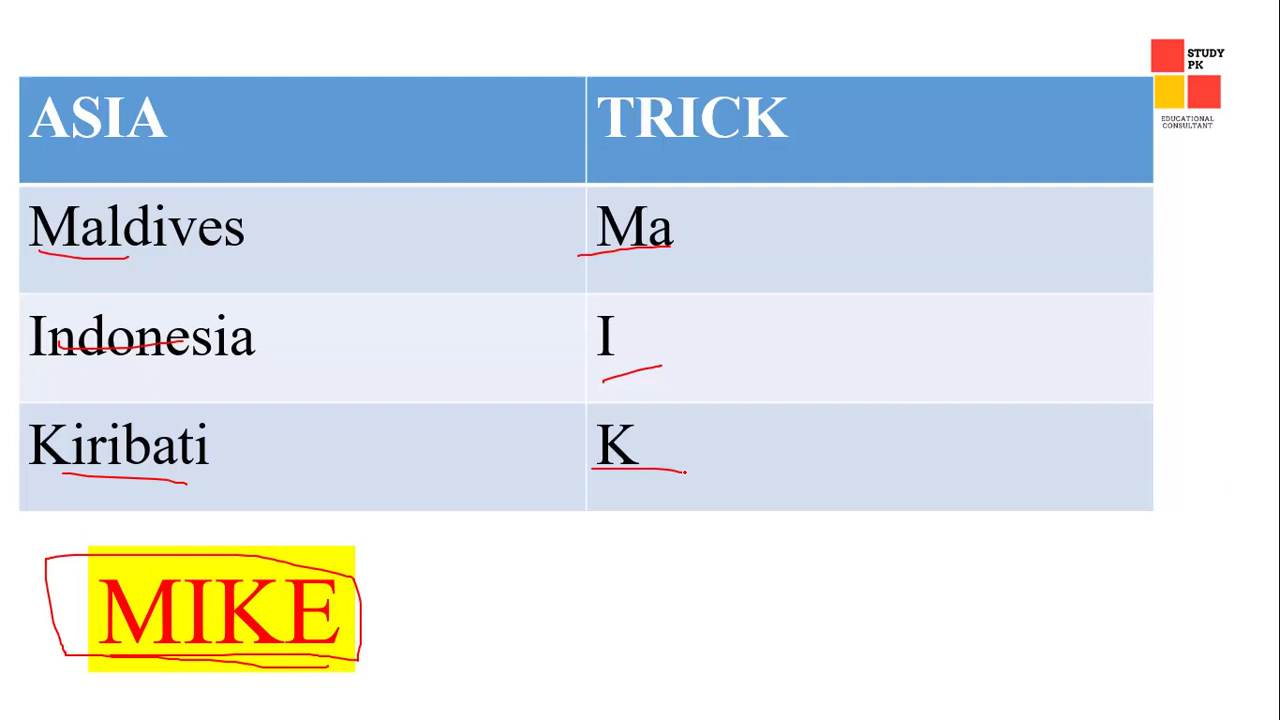 STUDY
PK
EDUCATIONAL
CONSULTANT
ASIA TRICK
Maldives Ma
Indonesia I
Kiribati K
MIKE